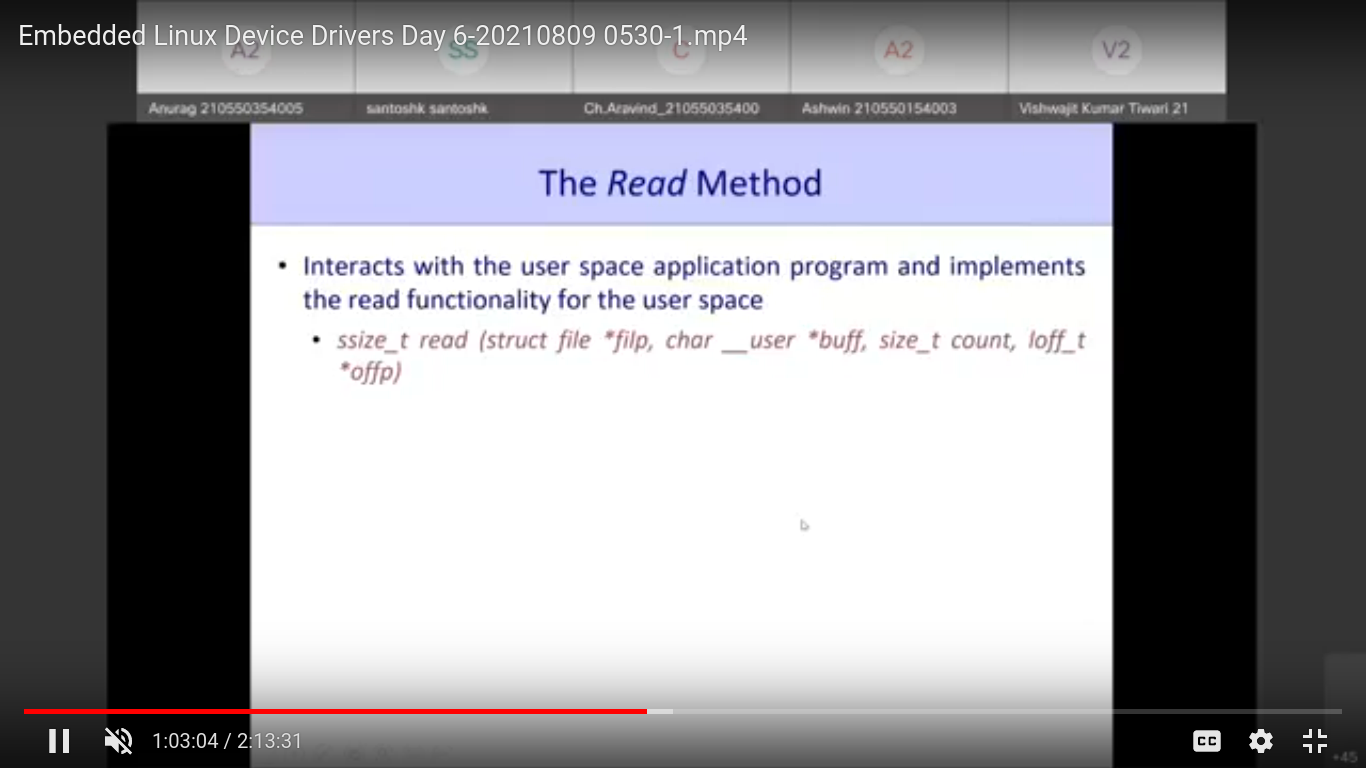 Embedded Linux Device Drivers Day 6-20210809 0530-1.mp4
A2 SS C A2 V2
Anurag 210550354005 santoshk santoshk Ch.Aravind_21055035400 Ashwin 210550154003 Vishwajit Kumar Tiwari 21
The Read Method
• Interacts with the user space application program and implements
the read functionality for the user space
• ssize_t read (struct file *filp, char __user *buff, size_t count, loff_t
*offp)
1:03:04 / 2:13:31
CC
+45